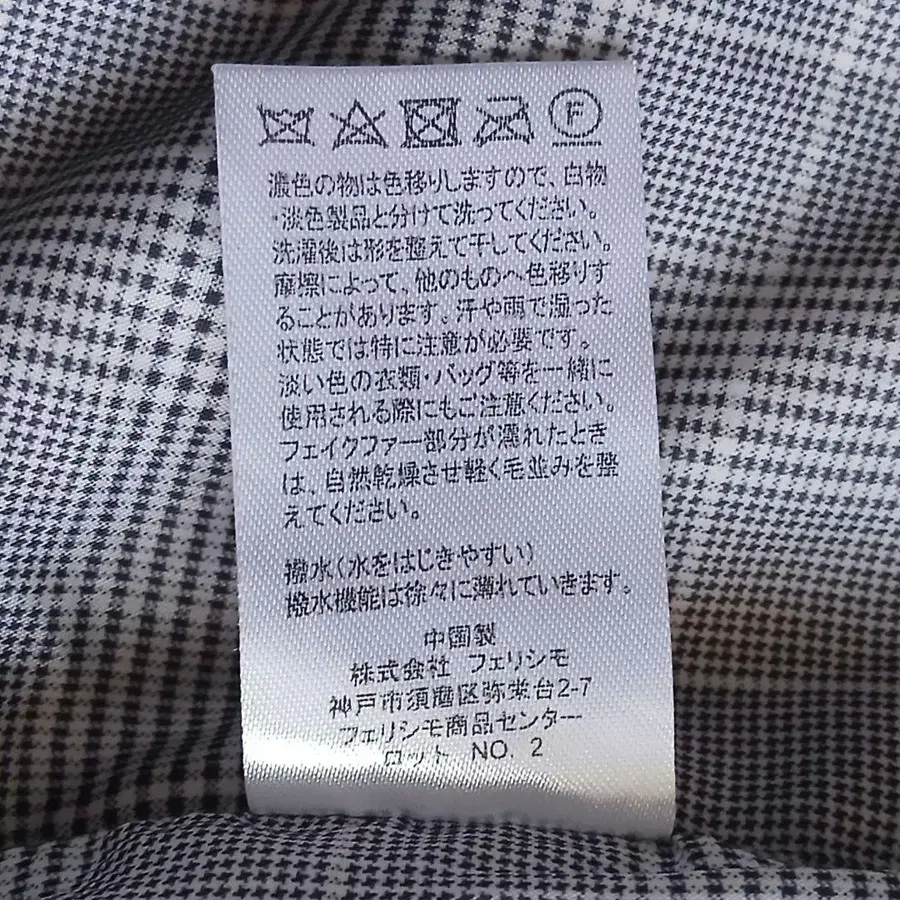 F
濃色の物は色移りしますので、白物
・淡色製品と分けて洗ってください。
洗濯後は形を整えて干してください。
摩擦によって、他のものへ色移りす
ることがあります。汗や雨で湿った
状態では特に注意が必要です。
淡い色の衣類・バッグ等を一緒に
使用される際にもご注意ください。
フェイクファー部分が濡れたとき
は、自然乾燥させ軽く毛並みを整
えてください。
撥水(水をはじきやすい)
撥水機能は徐々に薄れていきます。
中国製
株式会社 フェリシモ
神戸市須磨区弥栄台2-7
フェリシモ商品センター
ロット NO. 2